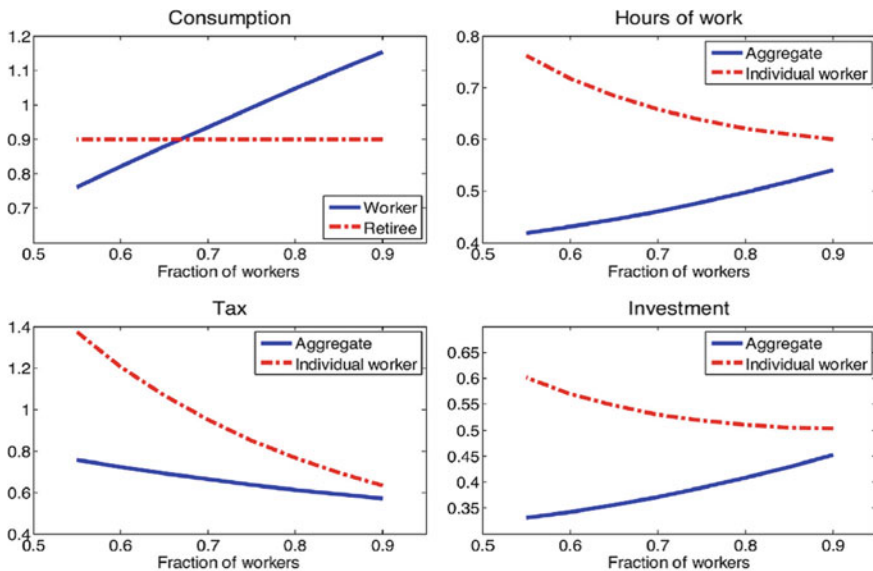 Consumption
1.2
1.1
1
0.9
0.8
0.7
0.5 0.6 0.7 0.8 0.9
Fraction of workers
Worker
Retiree
Hours of work
0.8
0.7
0.6
0.5
0.4
0.5 0.6 0.7 0.8 0.9
Fraction of workers
Aggregate
Individual worker
Tax
1.4
1.2
1
0.8
0.6
0.4
0.5 0.6 0.7 0.8 0.9
Fraction of workers
Aggregate
Individual worker
Investment
0.65
0.6
0.55
0.5
0.45
0.4
0.35
0.5 0.6 0.7 0.8 0.9
Fraction of workers
Aggregate
Individual worker